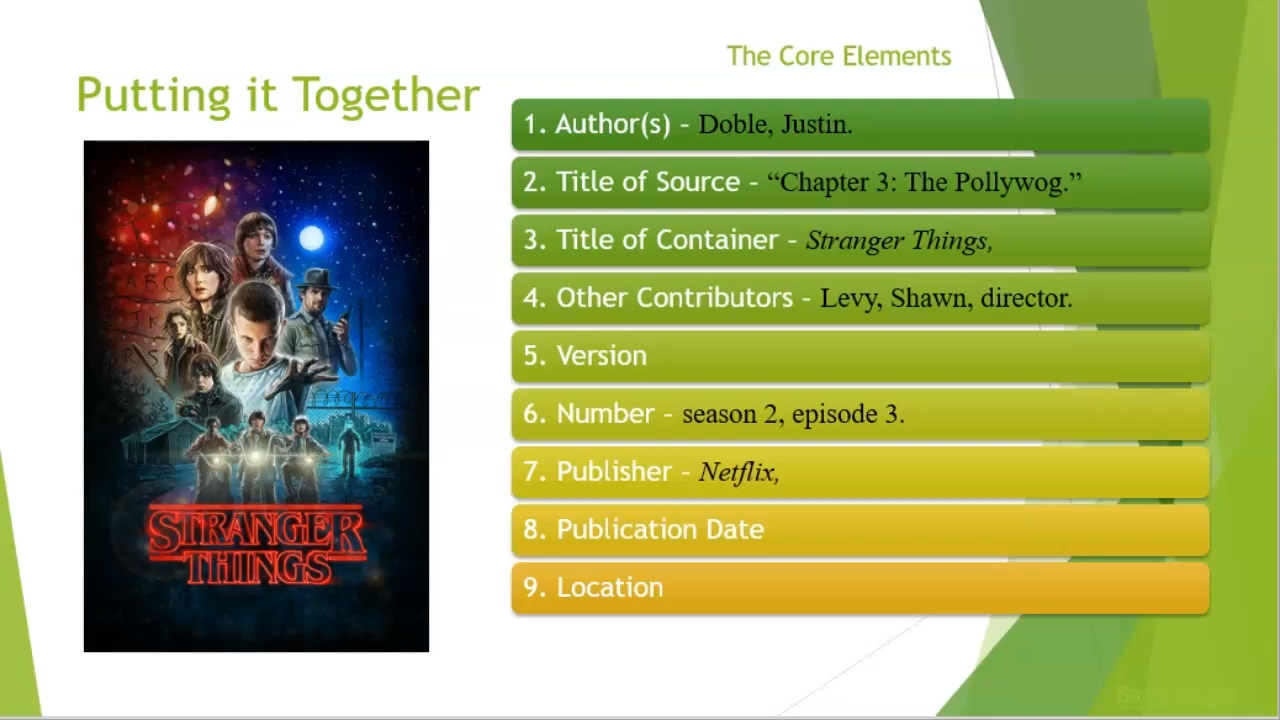 The Core Elements
Putting it Together
1. Author(s) – Doble, Justin.
2. Title of Source – “Chapter 3: The Pollywog.”
3. Title of Container – Stranger Things,
4. Other Contributors – Levy, Shawn, director.
5. Version
6. Number – season 2, episode 3.
7. Publisher – Netflix,
8. Publication Date
9. Location
A B C
STRANGER
THINGS